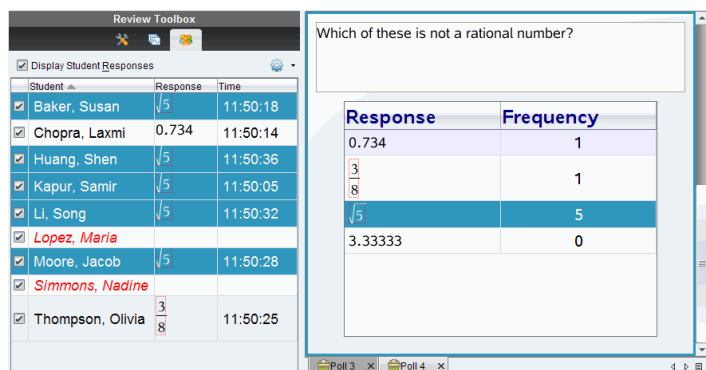 Review Toolbox
Display Student Responses
Student Response Time
Baker, Susan √5 11:50:18
Chopra, Laxmi 0.734 11:50:14
Huang, Shen √5 11:50:36
Kapur, Samir √5 11:50:05
Li, Song √5 11:50:32
Lopez, Maria
Moore, Jacob √5 11:50:28
Simmons, Nadine
Thompson, Olivia 3/8 11:50:25
Which of these is not a rational number?
Response Frequency
0.734 1
3/8 1
√5 5
3.33333 0
Poll 3 Poll 4